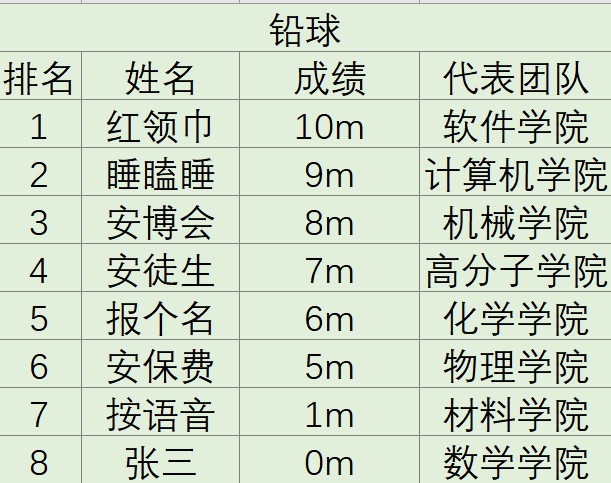 铅球
排名 姓名 成绩 代表团队
1 红领巾 10m 软件学院
2 睡瞌睡 9m 计算机学院
3 安博会 8m 机械学院
4 安徒生 7m 高分子学院
5 报个名 6m 化学学院
6 安保费 5m 物理学院
7 按语音 1m 材料学院
8 张三 0m 数学学院